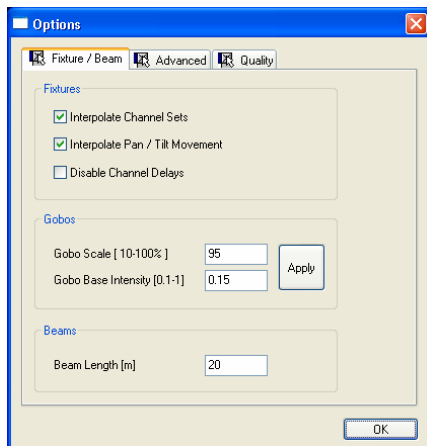 Options
Fixture / Beam Advanced Quality
Fixtures
Interpolate Channel Sets
Interpolate Pan / Tilt Movement
Disable Channel Delays
Gobos
Gobo Scale [ 10-100% ] 95
Gobo Base Intensity [0.1-1] 0.15
Apply
Beams
Beam Length [m] 20
OK